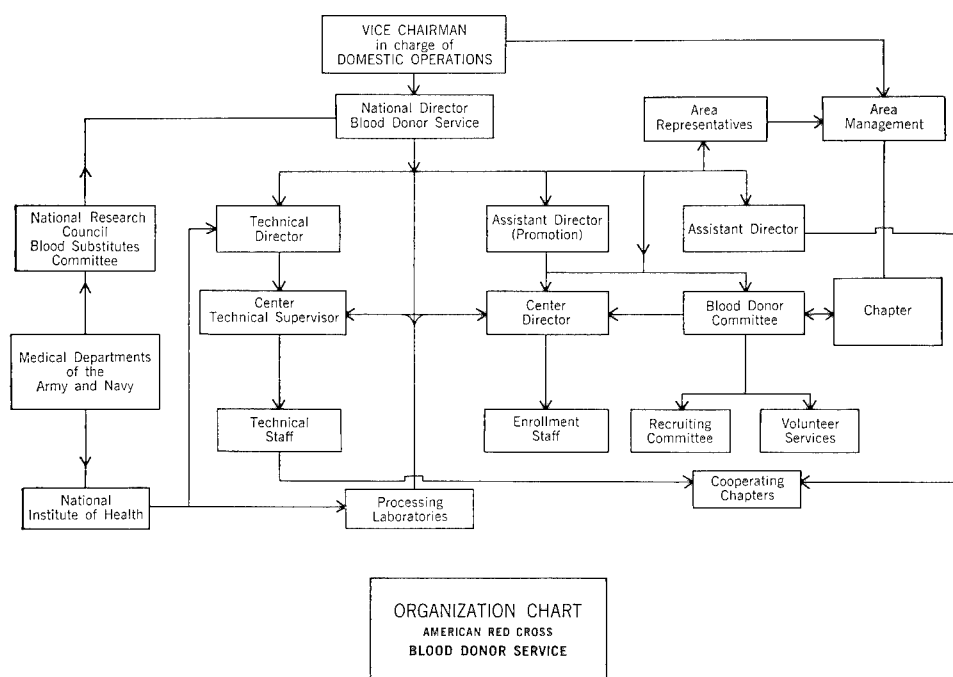 VICE CHAIRMAN
in charge of
DOMESTIC OPERATIONS
National Director
Blood Donor Service
Area
Representatives
Area
Management
National Research
Council
Blood Substitutes
Committee
Technical
Director
Assistant Director
(Promotion)
Assistant Director
Center
Technical Supervisor
Center
Director
Blood Donor
Committee
Chapter
Medical Departments
of the
Army and Navy
Technical
Staff
Enrollment
Staff
Recruiting
Committee
Volunteer
Services
National
Institute of Health
Processing
Laboratories
Cooperating
Chapters
ORGANIZATION CHART
AMERICAN RED CROSS
BLOOD DONOR SERVICE